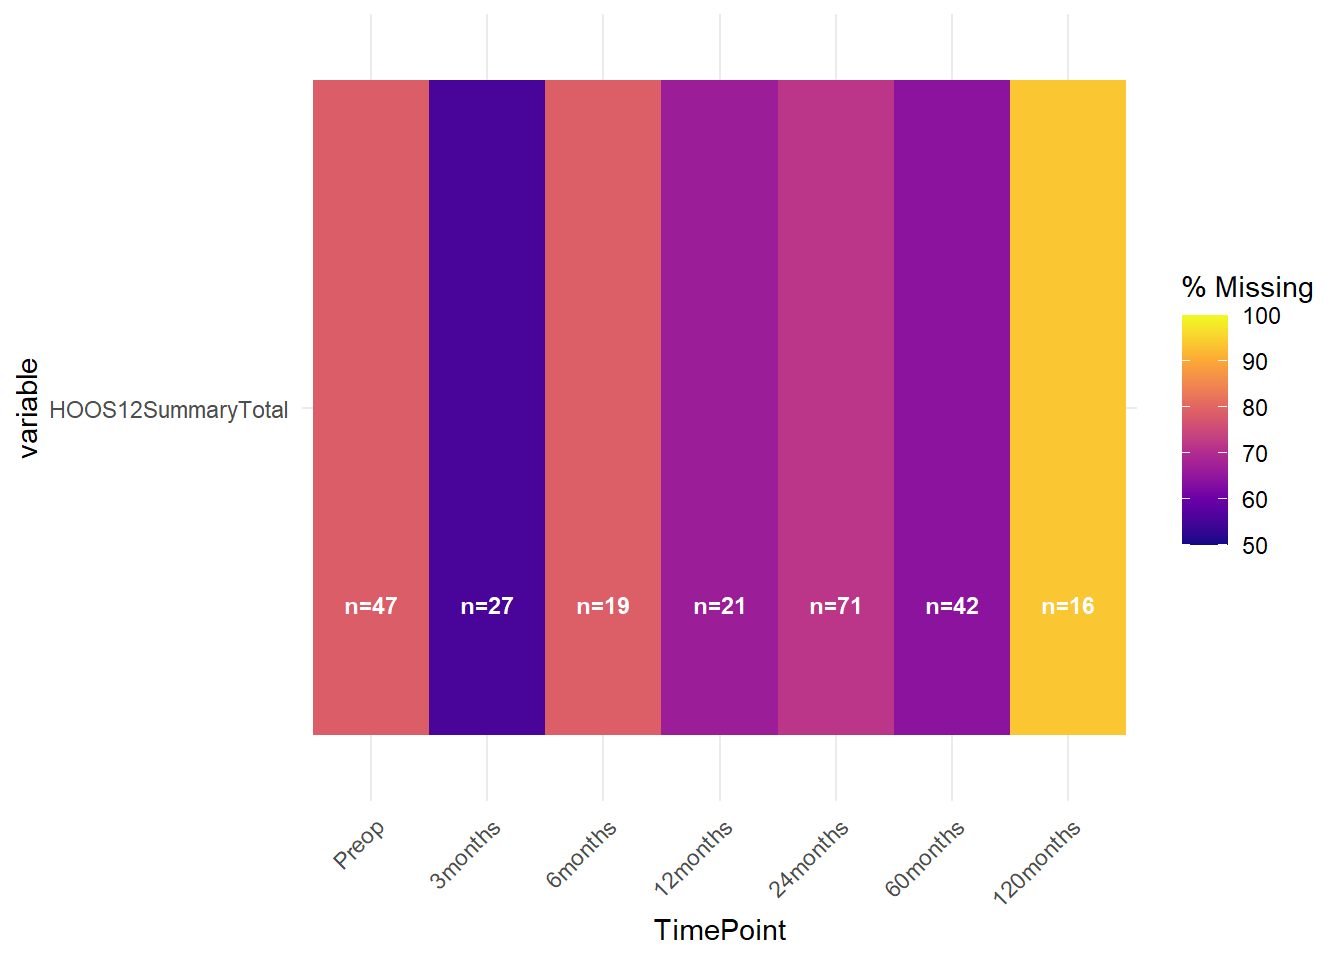 variable
HOOS12SummaryTotal
n=47 n=27 n=19 n=21 n=71 n=42 n=16
Preop 3months 6months 12months 24months 60months 120months
TimePoint
% Missing
100
90
80
70
60
50